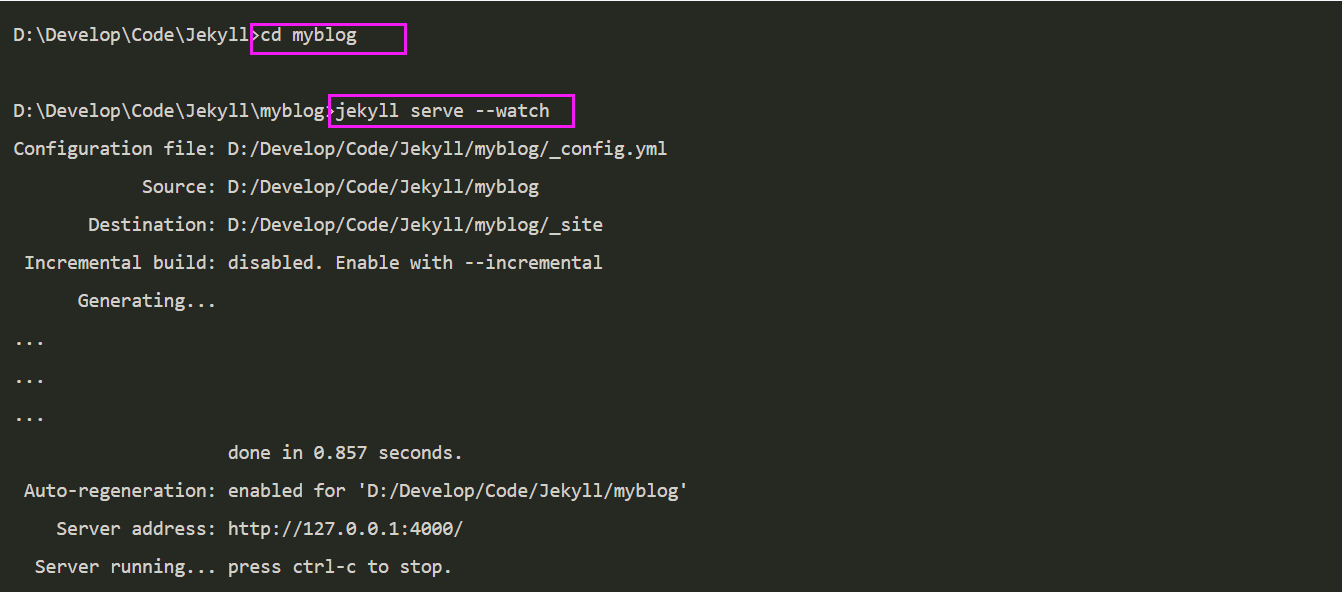 D:\Develop\Code\Jekyll>cd myblog
D:\Develop\Code\Jekyll\myblog>jekyll serve --watch
Configuration file: D:/Develop/Code/Jekyll/myblog/_config.yml
Source: D:/Develop/Code/Jekyll/myblog
Destination: D:/Develop/Code/Jekyll/myblog/_site
Incremental build: disabled. Enable with --incremental
Generating...
...
...
...
done in 0.857 seconds.
Auto-regeneration: enabled for 'D:/Develop/Code/Jekyll/myblog'
Server address: http://127.0.0.1:4000/
Server running... press ctrl-c to stop.